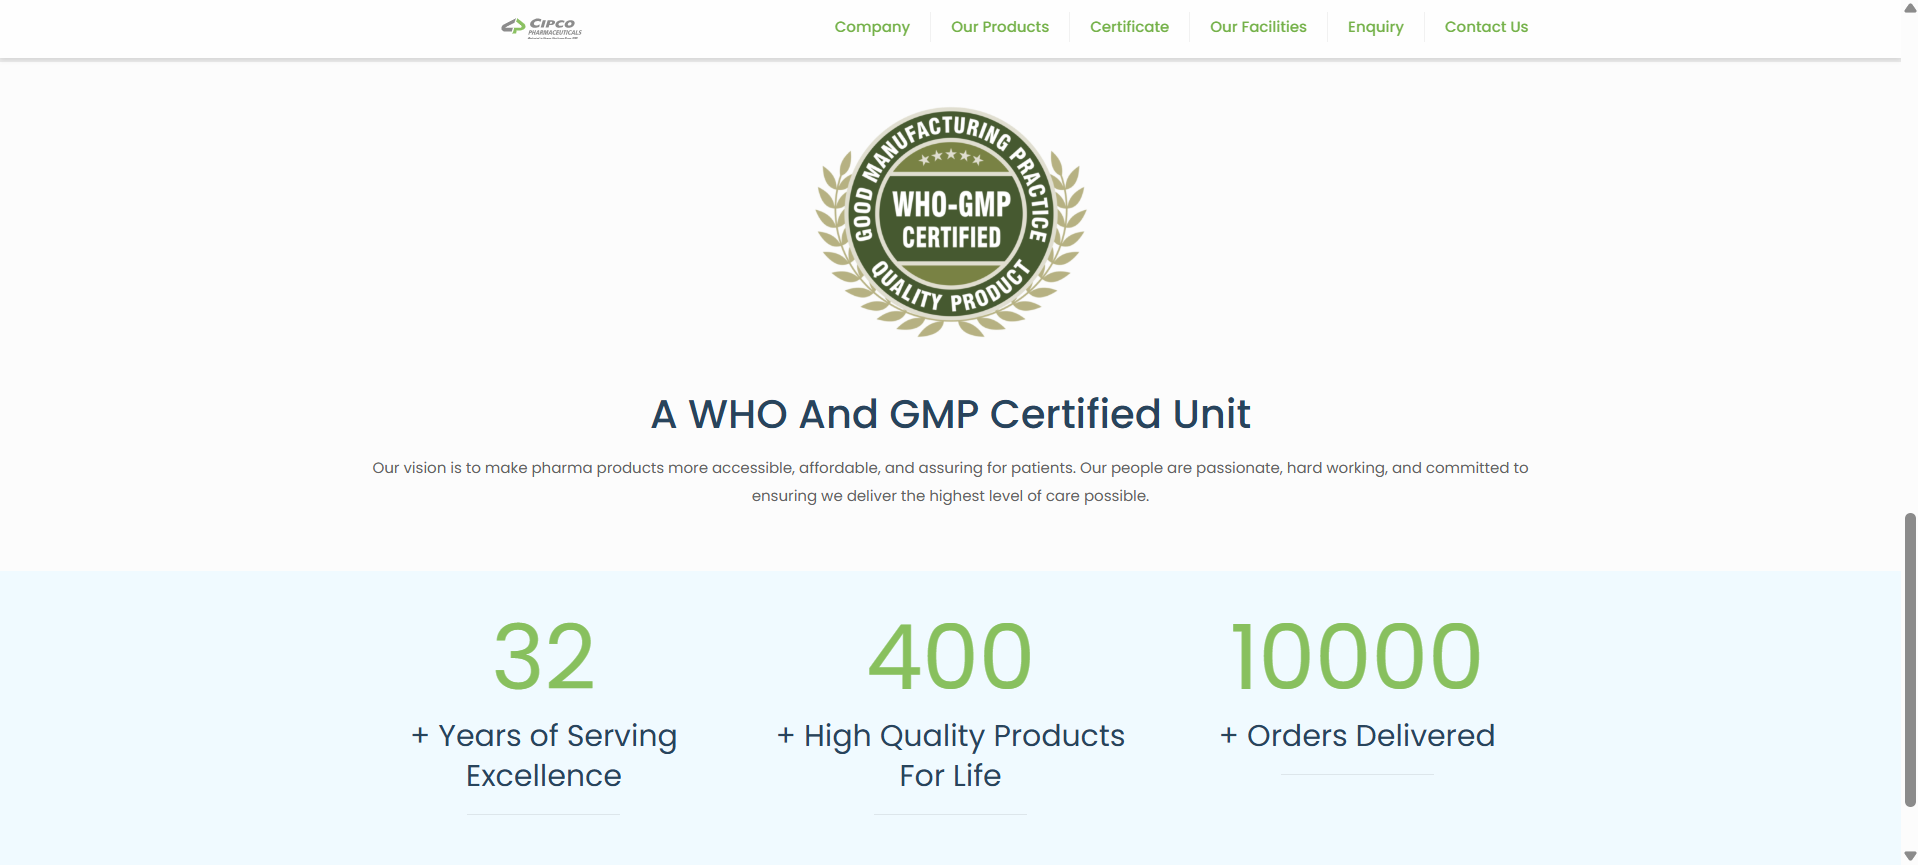 CIPCO
PHARMACEUTICALS
Company
Our Products
Certificate
Our Facilities
Enquiry
Contact Us
GOOD MANUFACTURING PRACTICE
WHO-GMP
CERTIFIED
QUALITY PRODUCT
A WHO And GMP Certified Unit
Our vision is to make pharma products more accessible, affordable, and assuring for patients. Our people are passionate, hard working, and committed to
ensuring we deliver the highest level of care possible.
32
+ Years of Serving
Excellence
400
+ High Quality Products
For Life
10000
+ Orders Delivered